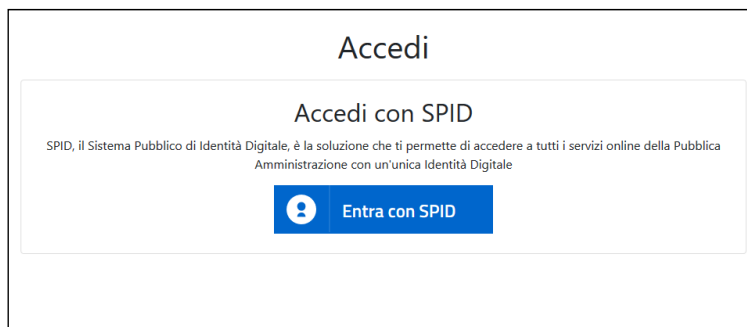 Accedi
Accedi con SPID
SPID, il Sistema Pubblico di Identità Digitale, è la soluzione che ti permette di accedere a tutti i servizi online della Pubblica
Amministrazione con un'unica Identità Digitale
Entra con SPID